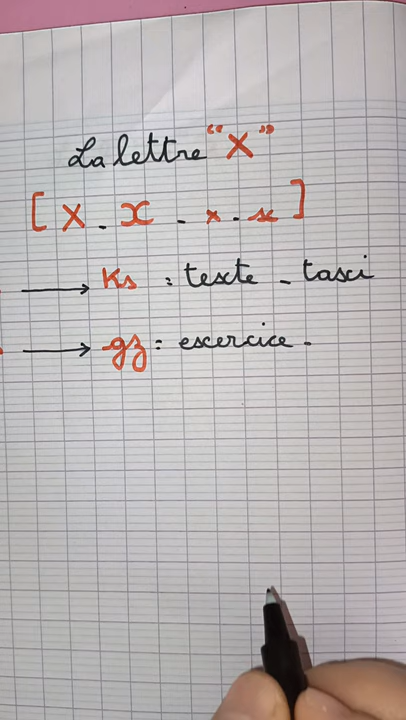 La lettre "X"
[ X - X - x - x ]
→ Ks : texte - taxi
→ gz : exercice -